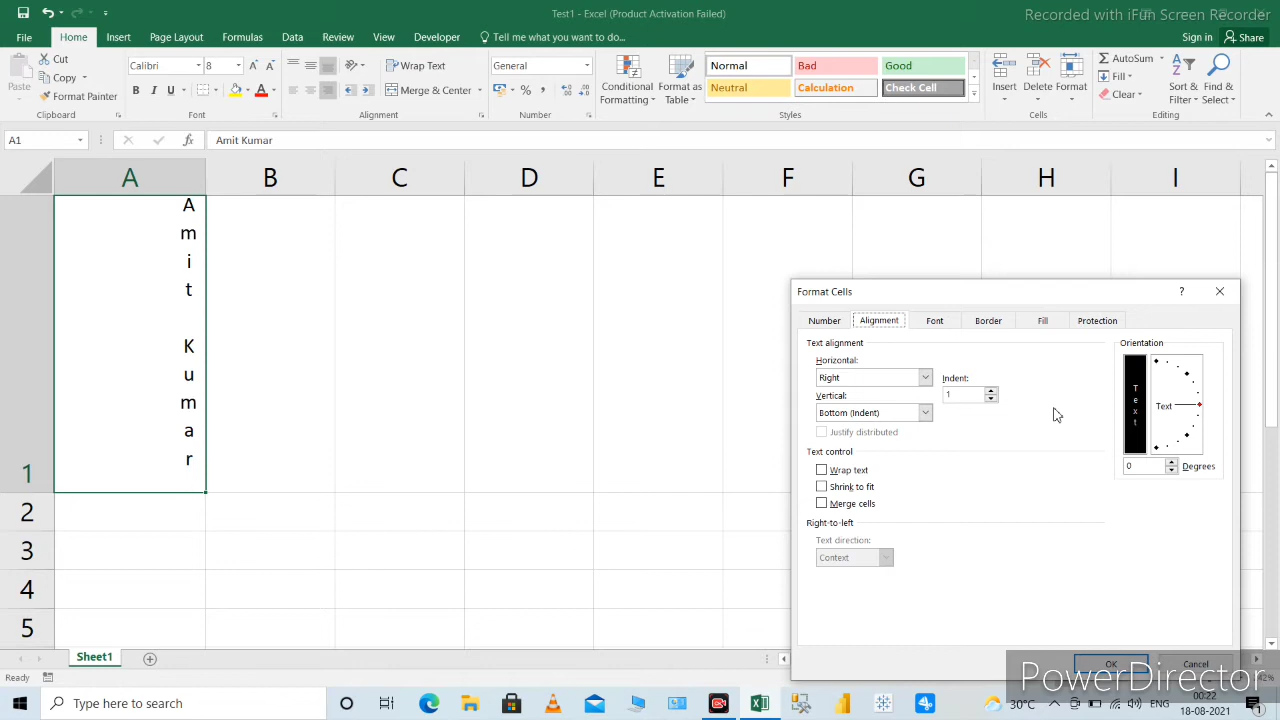 Test1 - Excel (Product Activation Failed)
Recorded with iFun Screen Recorder
File Home Insert Page Layout Formulas Data Review View Developer Tell me what you want to do... Sign in Share
Cut
Copy
Format Painter
Paste
Clipboard
Calibri 8
B I U
Font
Wrap Text
Merge & Center
Alignment
General
%
Number
Conditional Formatting
Format as Table
Normal Bad Good
Neutral Calculation Check Cell
Styles
Insert Delete Format
Cells
AutoSum
Fill
Clear
Sort & Filter
Find & Select
Editing
A1 fx Amit Kumar
A B C D E F G H I
A
m
i
t
K
u
m
a
r
1
2
3
4
5
Format Cells ?
Number Alignment Font Border Fill Protection
Text alignment
Horizontal:
Right
Indent:
1
Vertical:
Bottom (Indent)
Justify distributed
Text control
Wrap text
Shrink to fit
Merge cells
Right-to-left
Text direction:
Context
Orientation
T
e
x
t
Text
0 Degrees
OK Cancel
Sheet1
Ready
PowerDirector
Type here to search
30°C ENG
00:22
18-08-2021